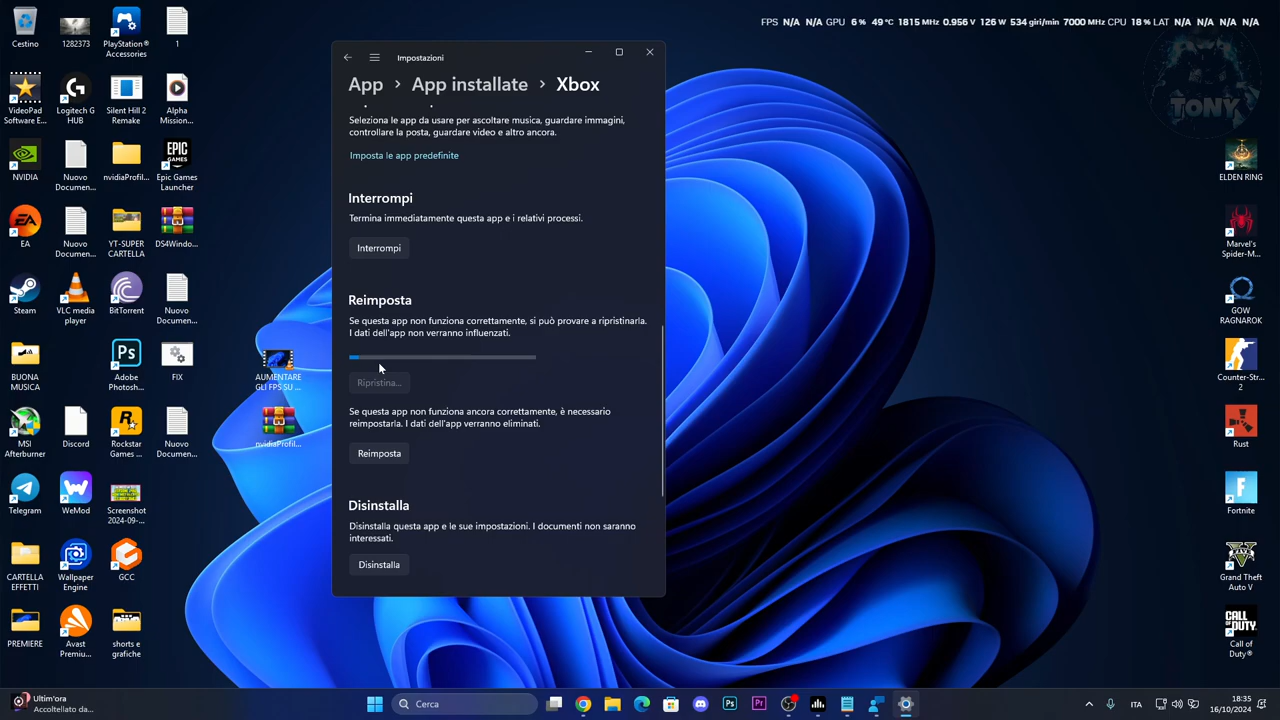 FPS N/A N/A GPU 6 % 49 °C 1815 MHz 0.956 V 126 W 534 giri/min 7000 MHz CPU 18 % LAT N/A N/A N/A N/A
TONY
Cestino
1282373
PlayStation®
Accessories
1
VideoPad
Software E...
Logitech G
HUB
Silent Hill 2
Remake
Alpha
Mission...
NVIDIA
Nuovo
Documen...
nvidiaProfil...
Epic Games
Launcher
EA
Nuovo
Documen...
YT-SUPER
CARTELLA
DS4Windo...
Steam
VLC media
player
BitTorrent
Nuovo
Documen...
BUONA
MUSICA
Nuovo
Documen...
Adobe
Photosh...
FIX
MSI
Afterburner
Discord
Rockstar
Games ...
Nuovo
Documen...
Telegram
WeMod
Screenshot
2024-09-...
CARTELLA
EFFETTI
Wallpaper
Engine
GCC
PREMIERE
Avast
Premiu...
shorts e
grafiche
AUMENTARE
GLI FPS SU ...
nvidiaProfil...
Impostazioni
App > App installate > Xbox
Seleziona le app da usare per ascoltare musica, guardare immagini,
controllare la posta, guardare video e altro ancora.
Imposta le app predefinite
Interrompi
Termina immediatamente questa app e i relativi processi.
Interrompi
Reimposta
Se questa app non funziona correttamente, si può provare a ripristinarla.
I dati dell'app non verranno influenzati.
Ripristina...
Se questa app non funziona ancora correttamente, è necessario
reimpostarla. I dati dell'app verranno eliminati.
Reimposta
Disinstalla
Disinstalla questa app e le sue impostazioni. I documenti non saranno
interessati.
Disinstalla
ELDEN RING
Marvel's
Spider-M...
GOW
RAGNAROK
Counter-Str...
2
Rust
Fortnite
Grand Theft
Auto V
Call of
Duty®
Ultim'ora
Accoltellato da...
Cerca
ITA
18:35
16/10/2024